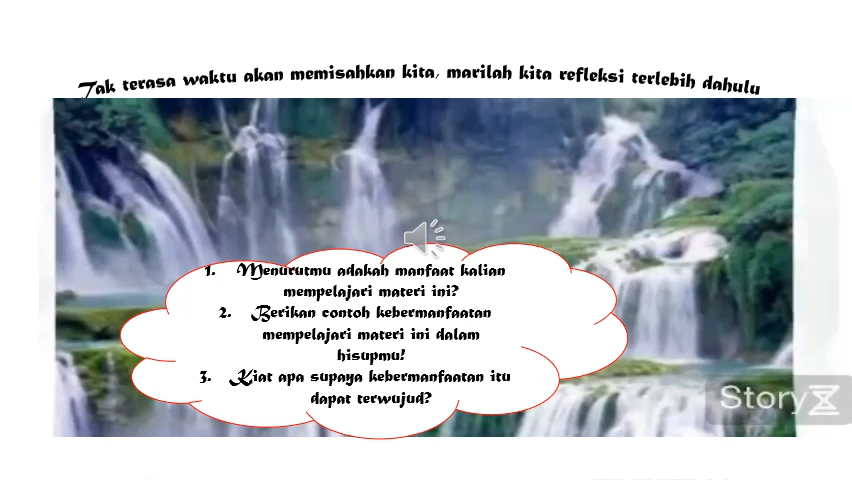 Tak terasa waktu akan memisahkan kita, marilah kita refleksi terlebih dahulu
1. Menurutmu adakah manfaat kalian
mempelajari materi ini?
2. Berikan contoh kebermanfaatan
mempelajari materi ini dalam
hisupmu!
3. Kiat apa supaya kebermanfaatan itu
dapat terwujud?
Story